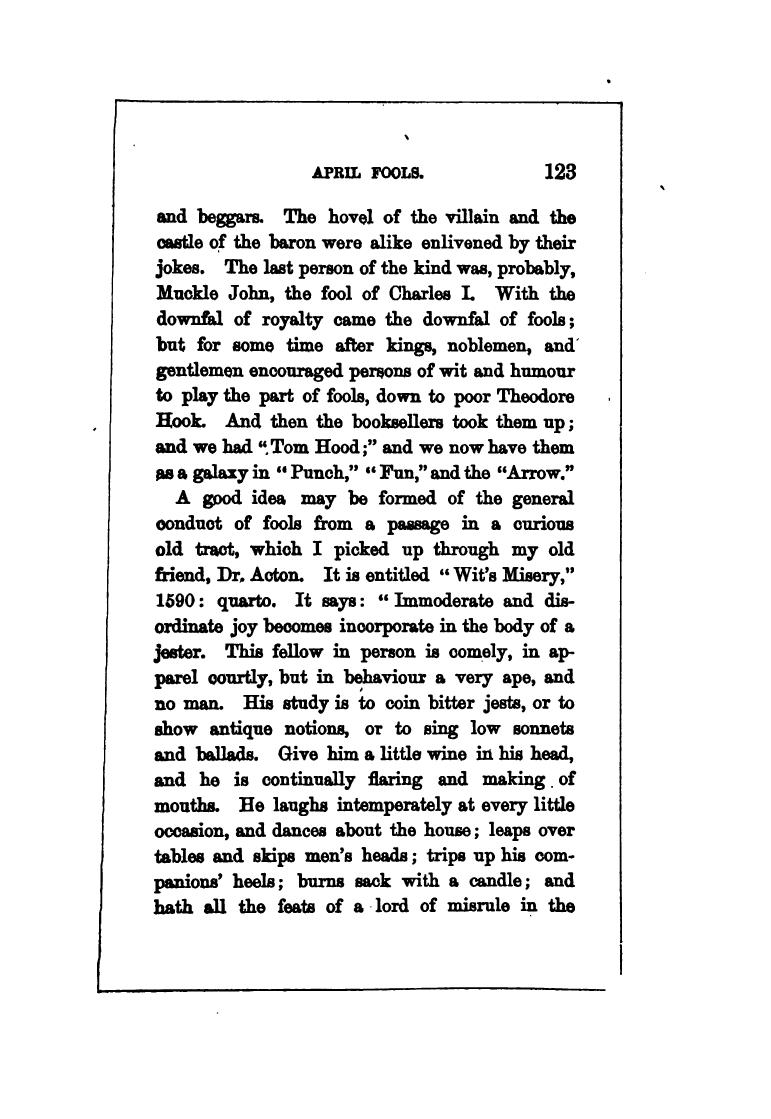 APRIL FOOLS. 123
and beggars. The hovel of the villain and the
castle of the baron were alike enlivened by their
jokes. The last person of the kind was, probably,
Muckle John, the fool of Charles I. With the
downfal of royalty came the downfal of fools;
but for some time after kings, noblemen, and
gentlemen encouraged persons of wit and humour
to play the part of fools, down to poor Theodore
Hook. And then the booksellers took them up;
and we had “Tom Hood;” and we now have them
as a galaxy in “Punch,” “Fun,” and the “Arrow.”
A good idea may be formed of the general
conduct of fools from a passage in a curious
old tract, which I picked up through my old
friend, Dr. Acton. It is entitled “Wit's Misery,”
1590: quarto. It says: “Immoderate and dis-
ordinate joy becomes incorporate in the body of a
jester. This fellow in person is comely, in ap-
parel courtly, but in behaviour a very ape, and
no man. His study is to coin bitter jests, or to
show antique notions, or to sing low sonnets
and ballads. Give him a little wine in his head,
and he is continually flaring and making of
mouths. He laughs intemperately at every little
occasion, and dances about the house; leaps over
tables and skips men's heads; trips up his com-
panions' heels; burns sack with a candle; and
hath all the feats of a lord of misrule in the